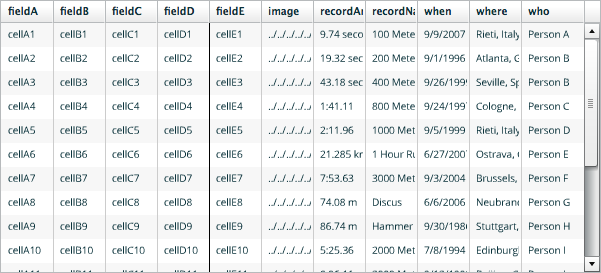 fieldA fieldB fieldC fieldD fieldE image recordAr recordNa when where who
cellA1 cellB1 cellC1 cellD1 cellE1 ../../../../../ 9.74 seco 100 Mete 9/9/2007 Rieti, Italy Person A
cellA2 cellB2 cellC2 cellD2 cellE2 ../../../../../ 19.32 sec 200 Mete 9/1/1996 Atlanta, G Person B
cellA3 cellB3 cellC3 cellD3 cellE3 ../../../../../ 43.18 sec 400 Mete 9/26/199 Seville, Sp Person B
cellA4 cellB4 cellC4 cellD4 cellE4 ../../../../../ 1:41.11 800 Mete 9/24/199 Cologne, Person C
cellA5 cellB5 cellC5 cellD5 cellE5 ../../../../../ 2:11.96 1000 Met 9/5/1999 Rieti, Italy Person D
cellA6 cellB6 cellC6 cellD6 cellE6 ../../../../../ 21.285 kr 1 Hour Ru 6/27/200 Ostrava, Person E
cellA7 cellB7 cellC7 cellD7 cellE7 ../../../../../ 7:53.63 3000 Met 9/3/2004 Brussels, Person F
cellA8 cellB8 cellC8 cellD8 cellE8 ../../../../../ 74.08 m Discus 6/6/2006 Neubran Person G
cellA9 cellB9 cellC9 cellD9 cellE9 ../../../../../ 86.74 m Hammer 9/30/198 Stuttgart, Person H
cellA10 cellB10 cellC10 cellD10 cellE10 ../../../../../ 5:25.36 2000 Met 7/8/1994 Edinburg Person I